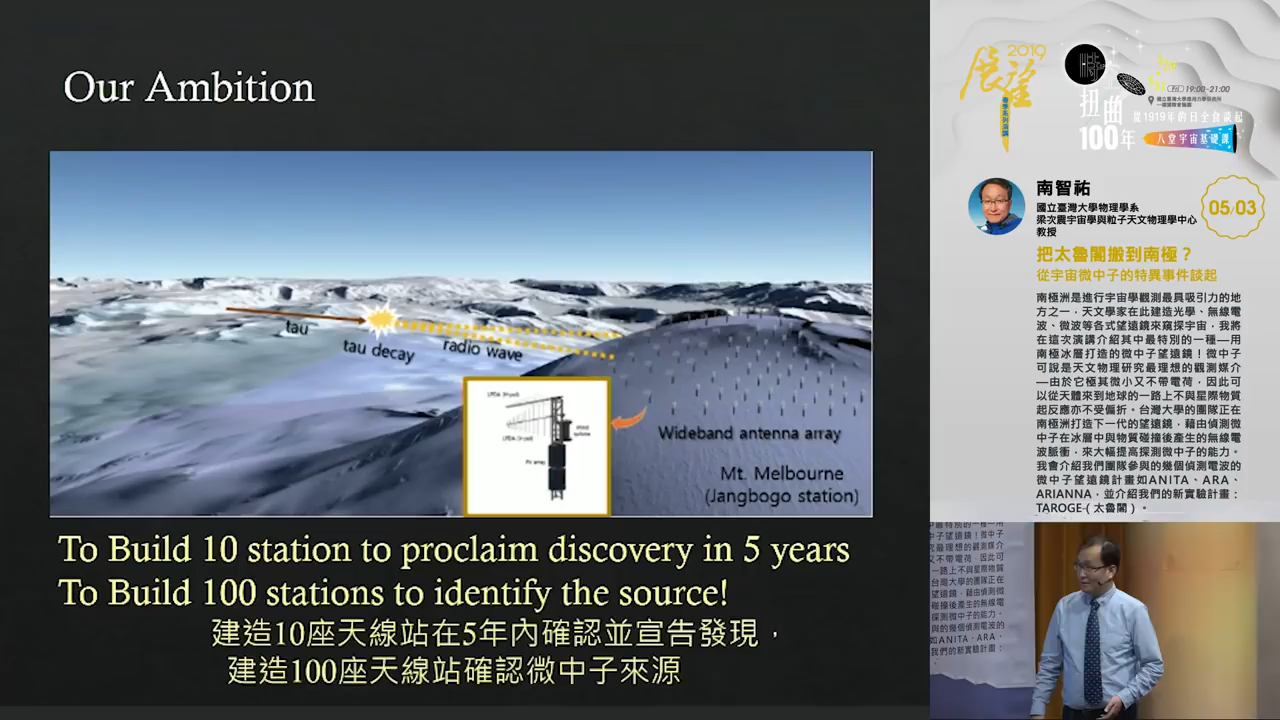 Our Ambition
tau
tau decay
radio wave
Wideband antenna array
Mt. Melbourne
(Jangbogo station)
To Build 10 station to proclaim discovery in 5 years
To Build 100 stations to identify the source!
建造10座天線站在5年內確認並宣告發現，
建造100座天線站確認微中子來源
2019
展望
19:00-21:00
扭曲
從1919年的日全食談起
100年
八堂宇宙基礎課
南智祐
國立臺灣大學物理學系
梁次震宇宙學與粒子天文物理學中心
教授
05/03
把太魯閣搬到南極？
從宇宙微中子的特異事件談起
南極洲是進行宇宙學觀測最具吸引力的地
方之一，天文學家在此建造光學、無線電
波、微波等各式望遠鏡來窺探宇宙，我將
在這次演講介紹其中最特別的一種—用
南極冰層打造的微中子望遠鏡！微中子
可說是天文物理研究最理想的觀測媒介
—由於它極其微小又不帶電荷，因此可
以從天體來到地球的一路上不與星際物質
起反應亦不受偏折。台灣大學的團隊正在
南極洲打造下一代的望遠鏡，藉由偵測微
中子在冰層中與物質碰撞後產生的無線電
波脈衝，來大幅提高探測微中子的能力。
我會介紹我們團隊參與的幾個偵測電波的
微中子望遠鏡計畫如ANITA、ARA、
ARIANNA，並介紹我們的新實驗計畫：
TAROGE（太魯閣）。